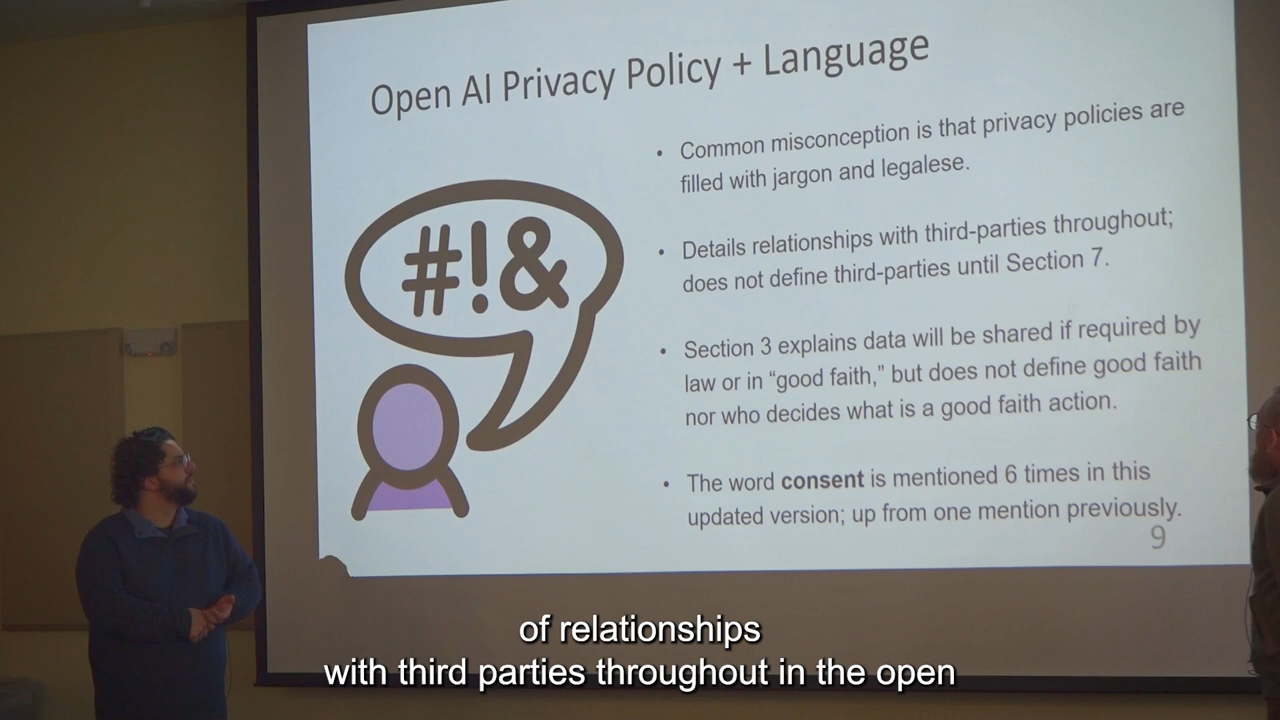 Open AI Privacy Policy + Language
#!&
• Common misconception is that privacy policies are
filled with jargon and legalese.
• Details relationships with third-parties throughout;
does not define third-parties until Section 7.
• Section 3 explains data will be shared if required by
law or in “good faith,” but does not define good faith
nor who decides what is a good faith action.
• The word consent is mentioned 6 times in this
updated version; up from one mention previously.
9
of relationships
with third parties throughout in the open